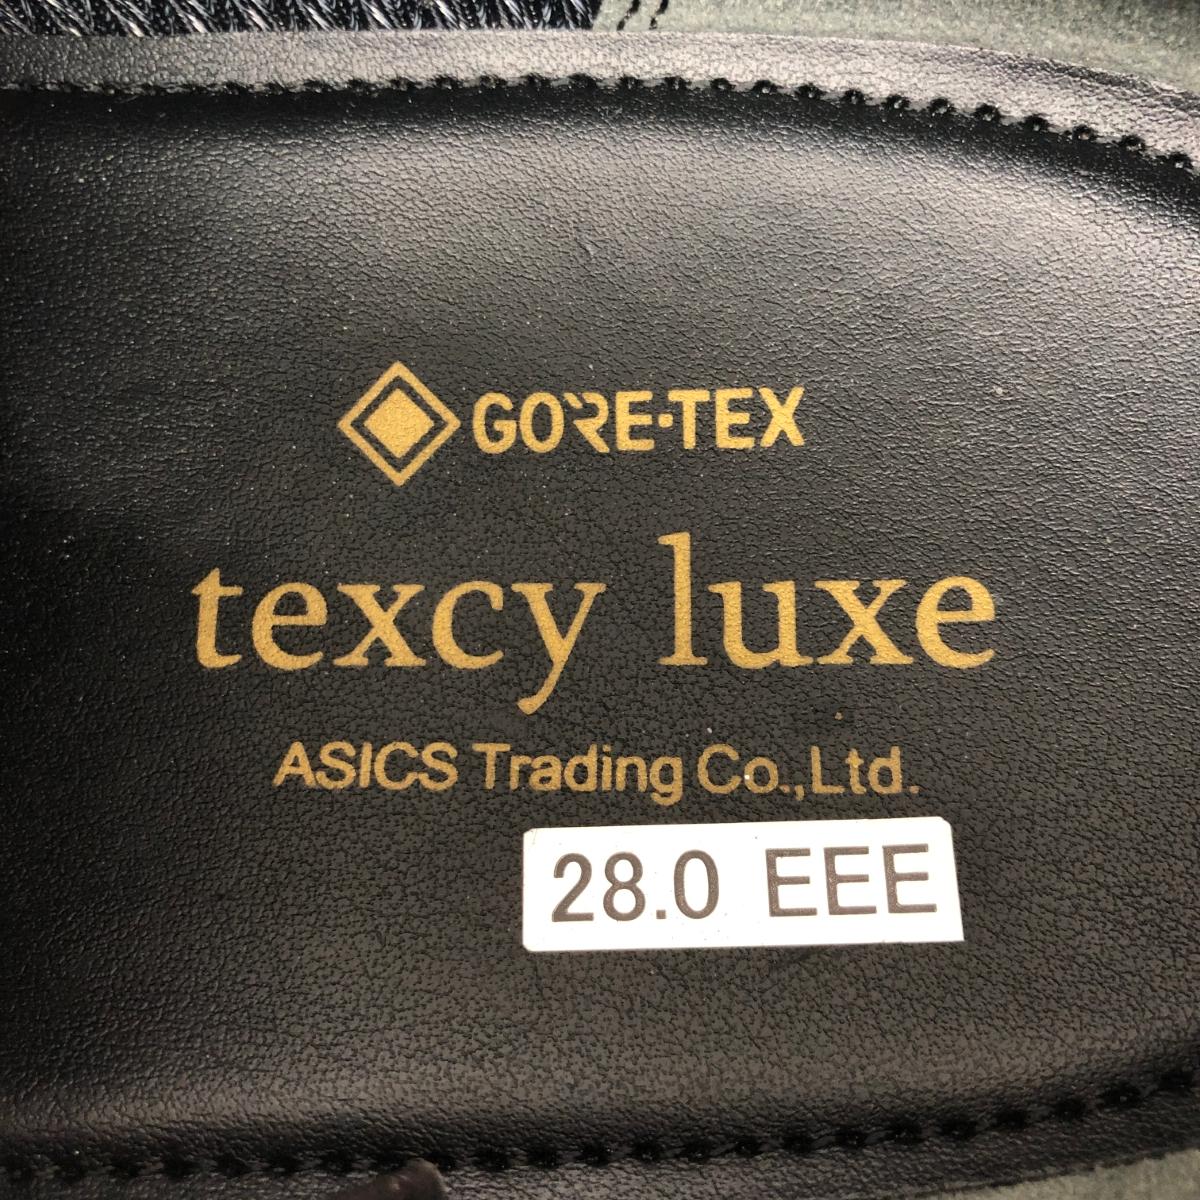 GORE-TEX
texcy luxe
ASICS Trading Co.,Ltd.
28.0 EEE